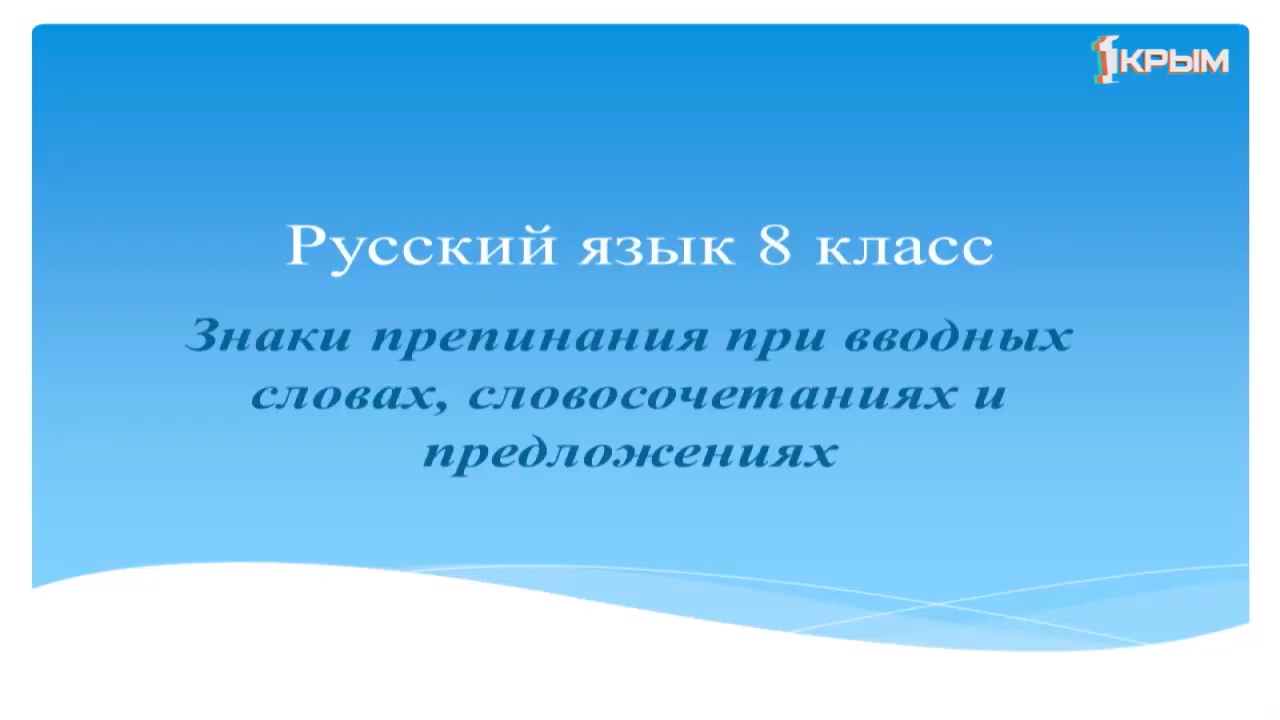 1КРЫМ
Русский язык 8 класс
Знаки препинания при вводных
словах, словосочетаниях и
предложениях